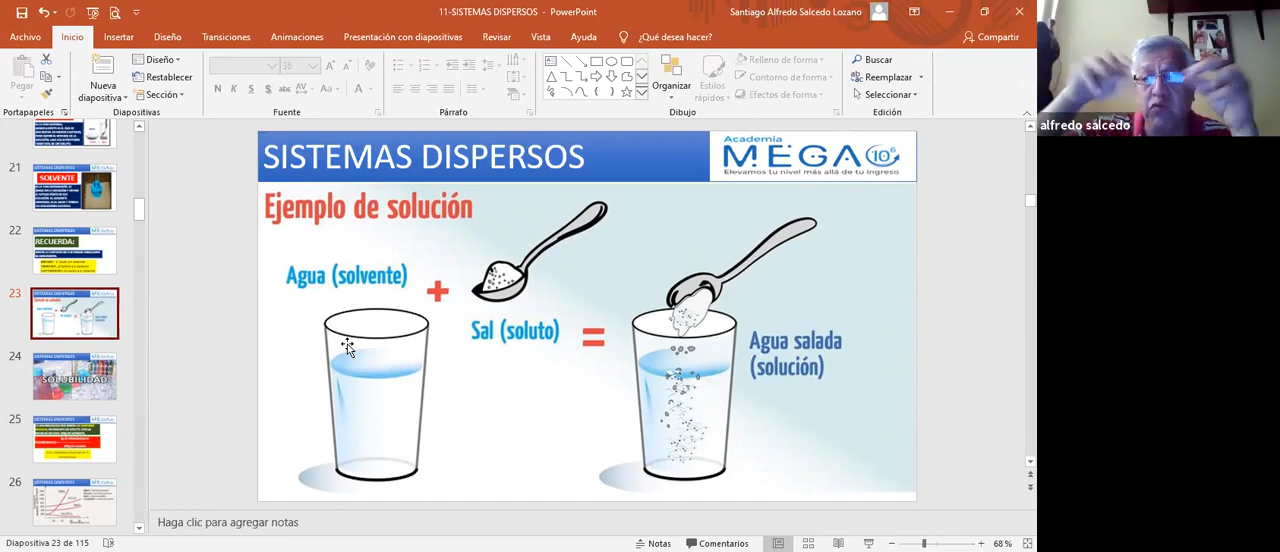 11-SISTEMAS DISPERSOS - PowerPoint
Santiago Alfredo Salcedo Lozano
Archivo Inicio Insertar Diseño Transiciones Animaciones Presentación con diapositivas Revisar Vista Ayuda ¿Qué desea hacer? Compartir
Pegar
Nueva diapositiva
Diseño
Restablecer
Sección
38
N K S
Organizar
Estilos rápidos
Relleno de forma
Contorno de forma
Efectos de forma
Buscar
Reemplazar
Seleccionar
Portapapeles Diapositivas Fuente Párrafo Dibujo Edición
alfredo salcedo
21
SOLVENTE
22
RECUERDA:
23
24
SOLUBILIDAD
25
26
SISTEMAS DISPERSOS
Academia
MEGA 10⁶
Elevamos tu nivel más allá de tu ingreso
Ejemplo de solución
Agua (solvente)
+
Sal (soluto)
=
Agua salada
(solución)
Haga clic para agregar notas
Diapositiva 23 de 115
Notas Comentarios
68 %